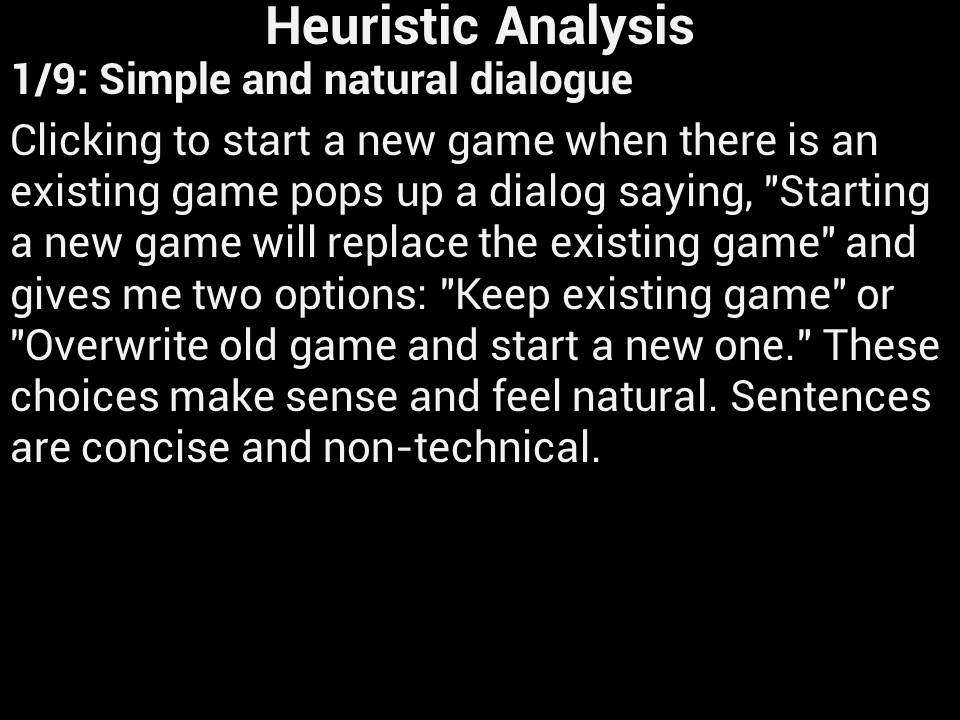 Heuristic Analysis
1/9: Simple and natural dialogue
Clicking to start a new game when there is an
existing game pops up a dialog saying, "Starting
a new game will replace the existing game" and
gives me two options: "Keep existing game" or
"Overwrite old game and start a new one." These
choices make sense and feel natural. Sentences
are concise and non-technical.